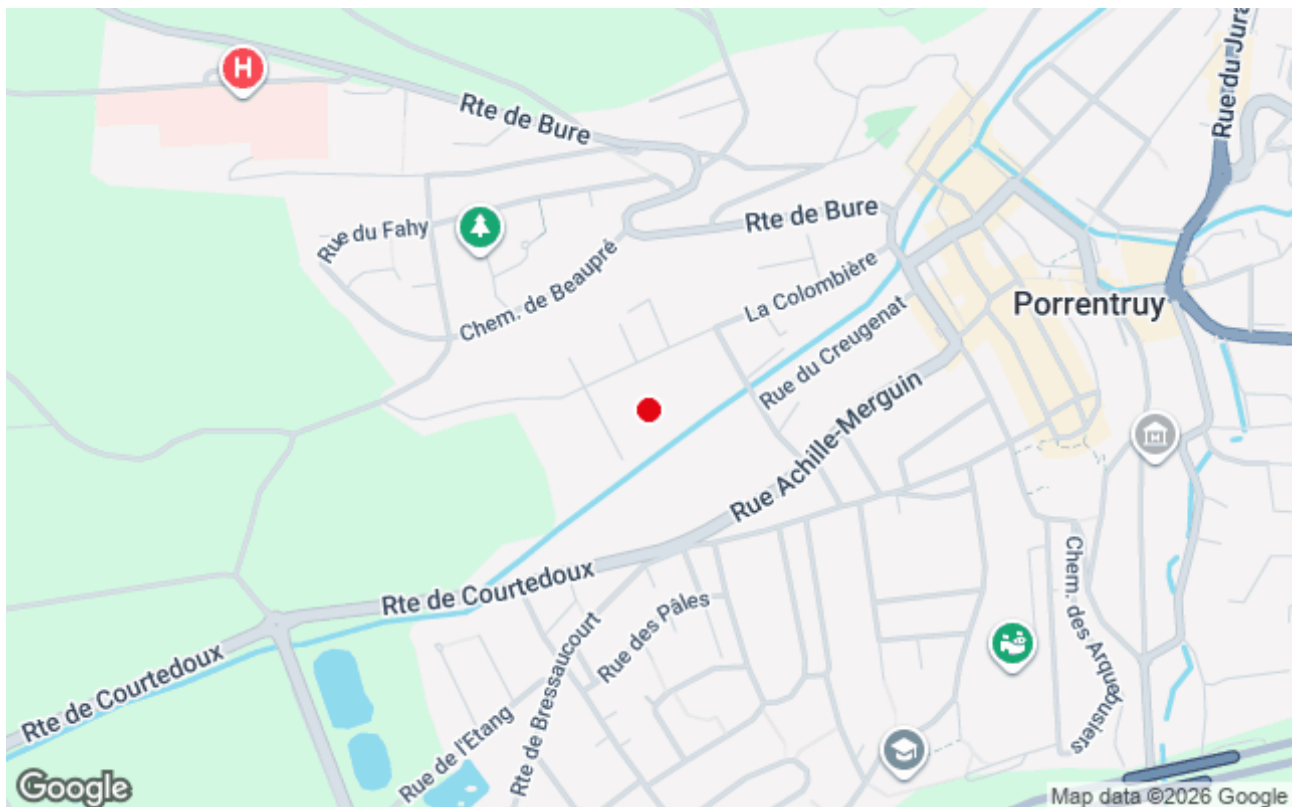 H
Rue du Jura
Rte de Bure
Rte de Bure
Rue du Fahy
Chem. de Beaupré
La Colombière
Porrentruy
Rue du Creugenat
Rue Achille-Merguin
Rte de Courtedoux
Chem. des Arquebusiers
Rue des Pâles
Rte de Bressaucourt
Rte de Courtedoux
Rue de l'Etang
Google
Map data ©2026 Google